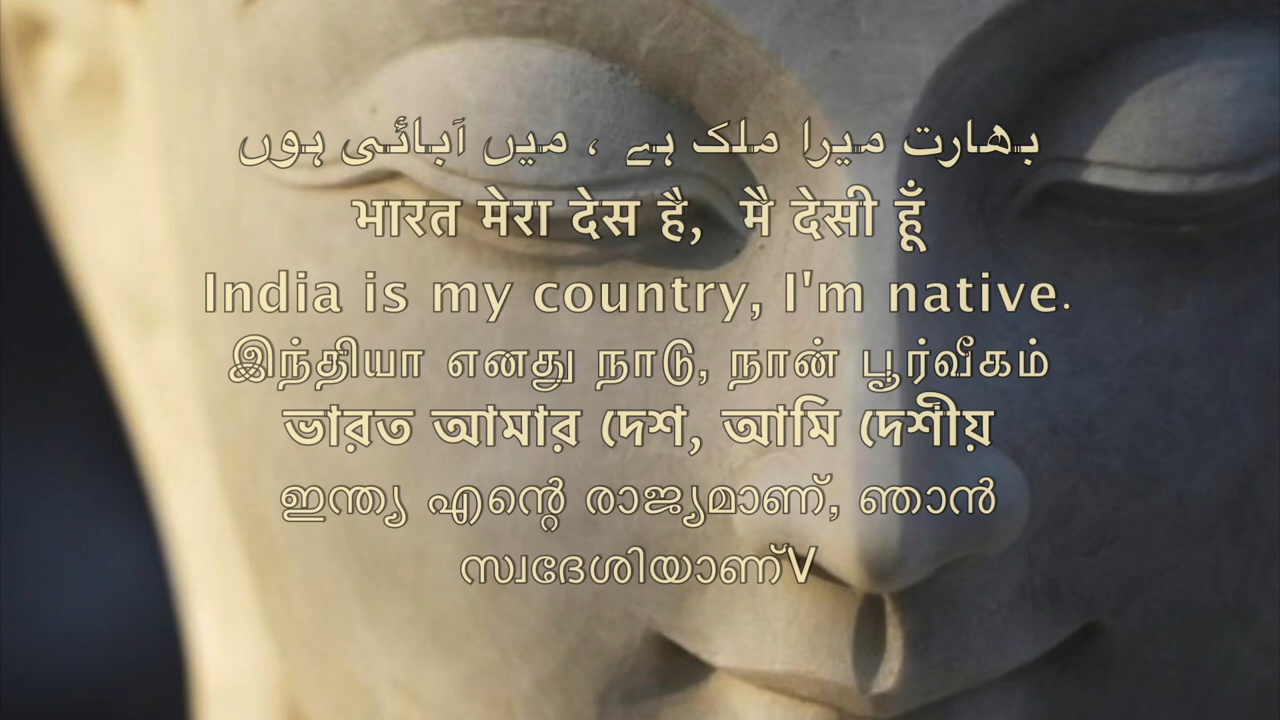 بھارت میرا ملک ہے ، میں آبائی ہوں
भारत मेरा देस है, मै देसी हूँ
India is my country, I'm native.
இந்தியா எனது நாடு, நான் பூர்வீகம்
ভারত আমার দেশ, আমি দেশীয়
ഇന്ത്യ എന്റെ രാജ്യമാണ്, ഞാൻ
സ്വദേശിയാണ്V